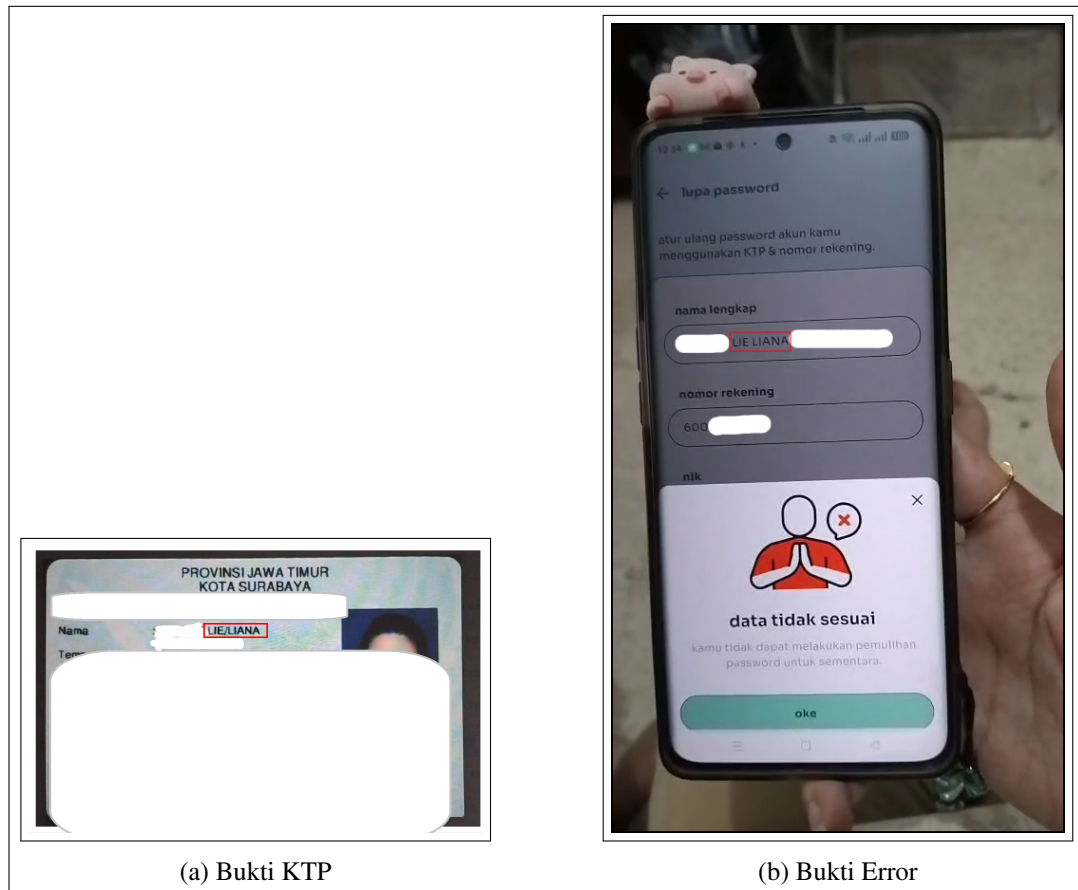 PROVINSI JAWA TIMUR
KOTA SURABAYA
Nama : LIE/LIANA
(a) Bukti KTP
12:34
← lupa password
atur ulang password akun kamu
menggunakan KTP & nomor rekening.
nama lengkap
LIE LIANA
nomor rekening
600
nik
data tidak sesuai
kamu tidak dapat melakukan pemulihan
password untuk sementara.
oke
(b) Bukti Error